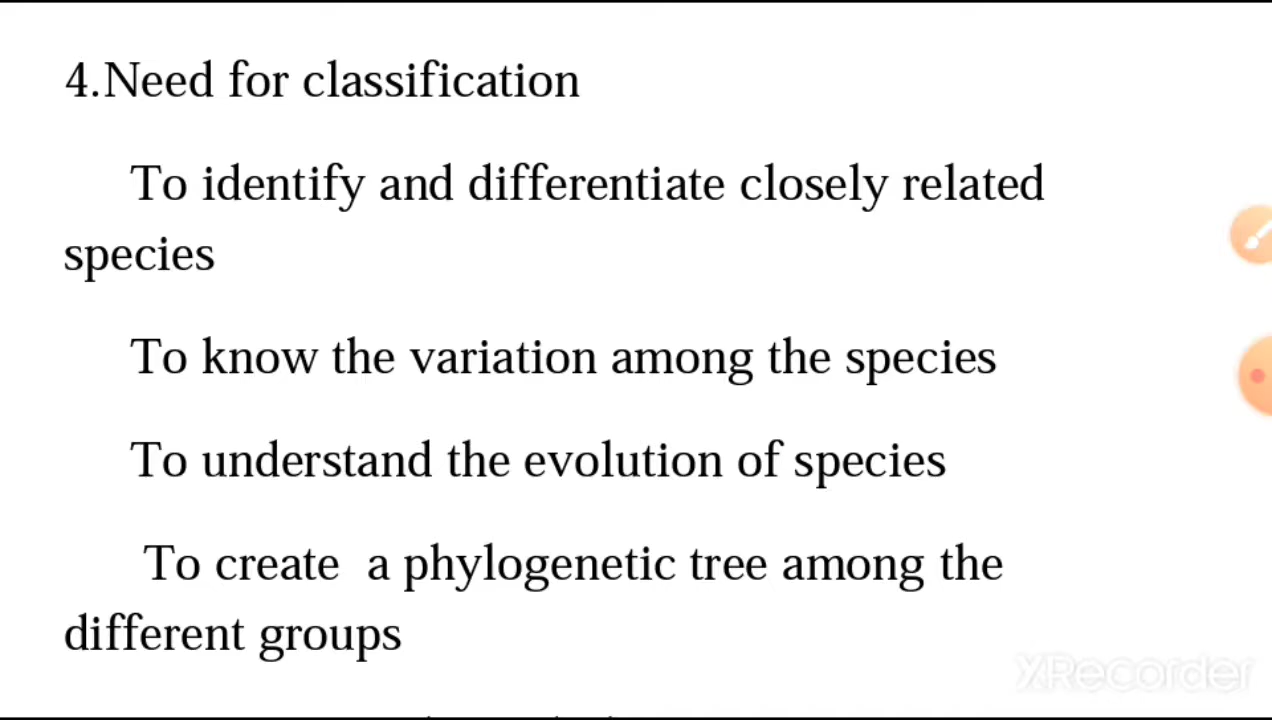 4.Need for classification
To identify and differentiate closely related
species
To know the variation among the species
To understand the evolution of species
To create  a phylogenetic tree among the
different groups
XRecorder